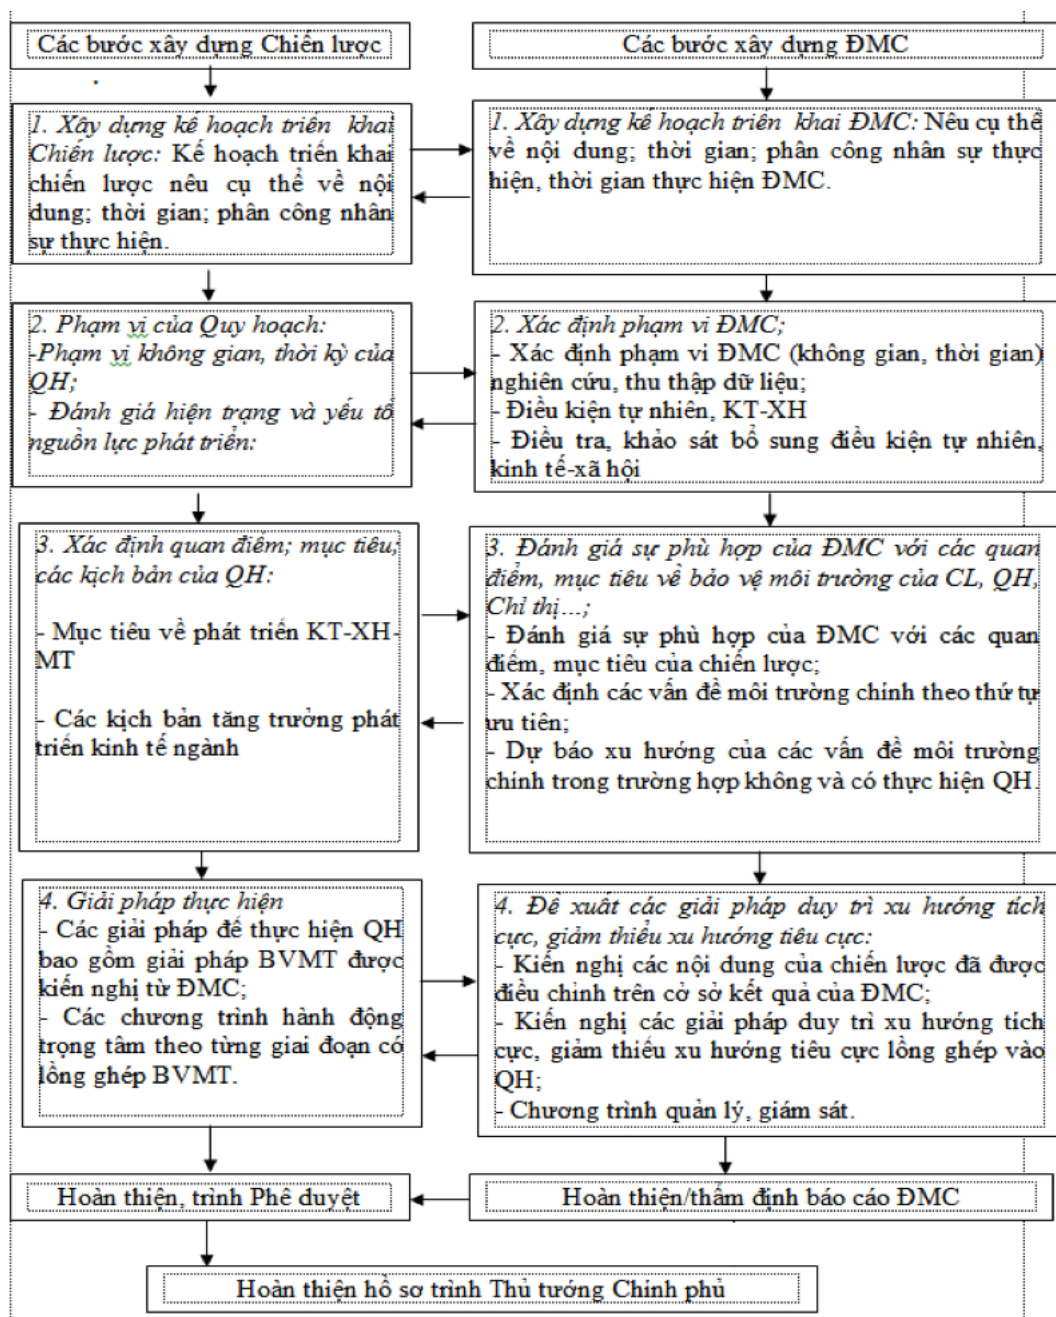 Các bước xây dựng Chiến lược
Các bước xây dựng ĐMC
1. Xây dựng kế hoạch triển khai
Chiến lược: Kế hoạch triển khai
chiến lược nêu cụ thể về nội
dung; thời gian; phân công nhân
sự thực hiện.
1. Xây dựng kế hoạch triển khai ĐMC: Nêu cụ thể
về nội dung; thời gian; phân công nhân sự thực
hiện, thời gian thực hiện ĐMC.
2. Phạm vi của Quy hoạch:
-Phạm vi không gian, thời kỳ của
QH;
- Đánh giá hiện trạng và yếu tố
nguồn lực phát triển:
2. Xác định phạm vi ĐMC;
- Xác định phạm vi ĐMC (không gian, thời gian)
nghiên cứu, thu thập dữ liệu;
- Điều kiện tự nhiên, KT-XH
- Điều tra, khảo sát bổ sung điều kiện tự nhiên,
kinh tế-xã hội
3. Xác định quan điểm; mục tiêu;
các kịch bản của QH:
- Mục tiêu về phát triển KT-XH-
MT
- Các kịch bản tăng trưởng phát
triển kinh tế ngành
3. Đánh giá sự phù hợp của ĐMC với các quan
điểm, mục tiêu về bảo vệ môi trường của CL, QH,
Chỉ thị...;
- Đánh giá sự phù hợp của ĐMC với các quan
điểm, mục tiêu của chiến lược;
- Xác định các vấn đề môi trường chính theo thứ tự
ưu tiên;
- Dự báo xu hướng của các vấn đề môi trường
chính trong trường hợp không và có thực hiện QH.
4. Giải pháp thực hiện
- Các giải pháp để thực hiện QH
bao gồm giải pháp BVMT được
kiến nghị từ ĐMC;
- Các chương trình hành động
trọng tâm theo từng giai đoạn có
lồng ghép BVMT.
4. Đề xuất các giải pháp duy trì xu hướng tích
cực, giảm thiểu xu hướng tiêu cực:
- Kiến nghị các nội dung của chiến lược đã được
điều chỉnh trên cở sở kết quả của ĐMC;
- Kiến nghị các giải pháp duy trì xu hướng tích
cực, giảm thiểu xu hướng tiêu cực lồng ghép vào
QH;
- Chương trình quản lý, giám sát.
Hoàn thiện, trình Phê duyệt
Hoàn thiện/thẩm định báo cáo ĐMC
Hoàn thiện hồ sơ trình Thủ tướng Chính phủ